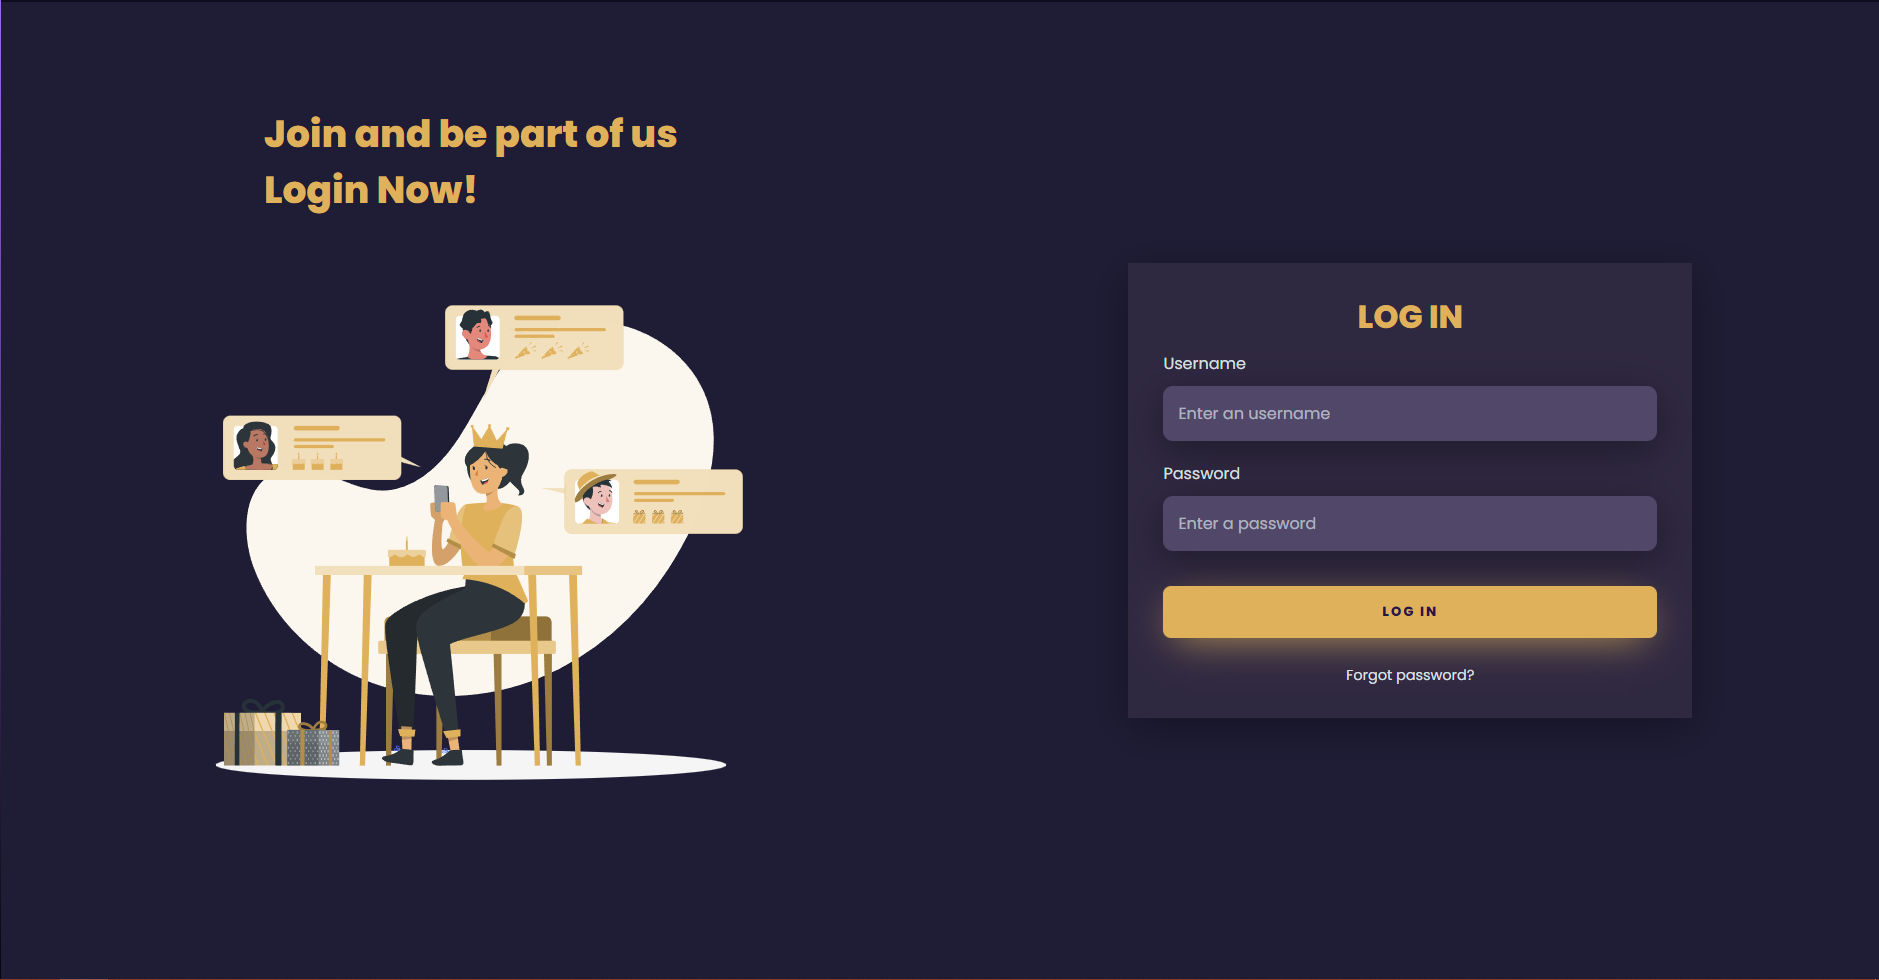 Join and be part of us
Login Now!
LOG IN
Username
Enter an username
Password
Enter a password
LOG IN
Forgot password?